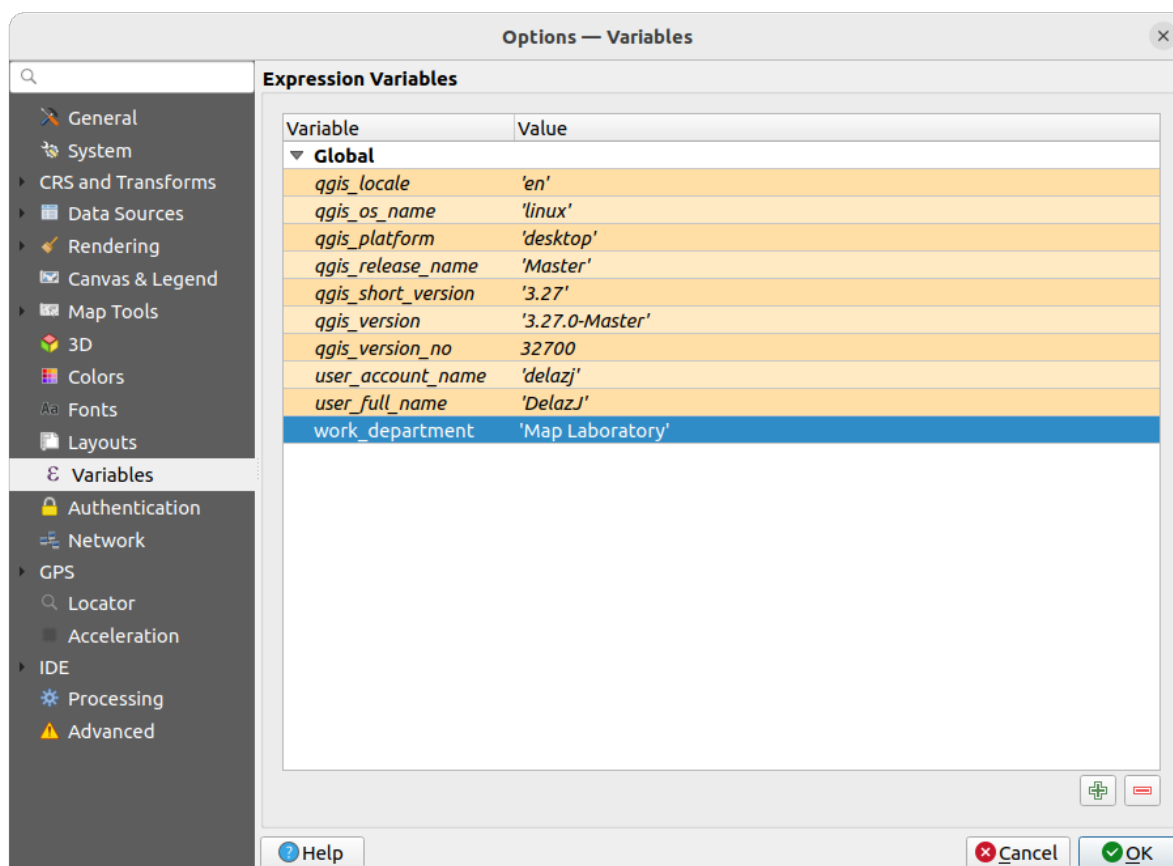 Options — Variables
Expression Variables
General
System
CRS and Transforms
Data Sources
Rendering
Canvas & Legend
Map Tools
3D
Colors
Aa Fonts
Layouts
ε Variables
Authentication
Network
GPS
Locator
Acceleration
IDE
Processing
Advanced
Variable Value
Global
qgis_locale 'en'
qgis_os_name 'linux'
qgis_platform 'desktop'
qgis_release_name 'Master'
qgis_short_version '3.27'
qgis_version '3.27.0-Master'
qgis_version_no 32700
user_account_name 'delazj'
user_full_name 'DelazJ'
work_department 'Map Laboratory'
Help Cancel OK